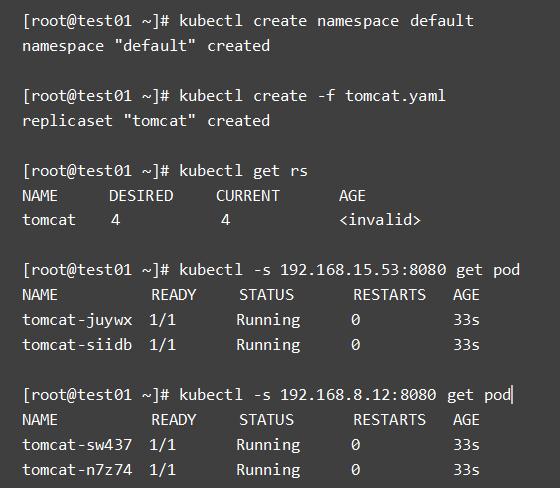 [root@test01 ~]# kubectl create namespace default
namespace "default" created
[root@test01 ~]# kubectl create -f tomcat.yaml
replicaset "tomcat" created
[root@test01 ~]# kubectl get rs
NAME DESIRED CURRENT AGE
tomcat 4 4 <invalid>
[root@test01 ~]# kubectl -s 192.168.15.53:8080 get pod
NAME READY STATUS RESTARTS AGE
tomcat-juywx 1/1 Running 0 33s
tomcat-siidb 1/1 Running 0 33s
[root@test01 ~]# kubectl -s 192.168.8.12:8080 get pod
NAME READY STATUS RESTARTS AGE
tomcat-sw437 1/1 Running 0 33s
tomcat-n7z74 1/1 Running 0 33s